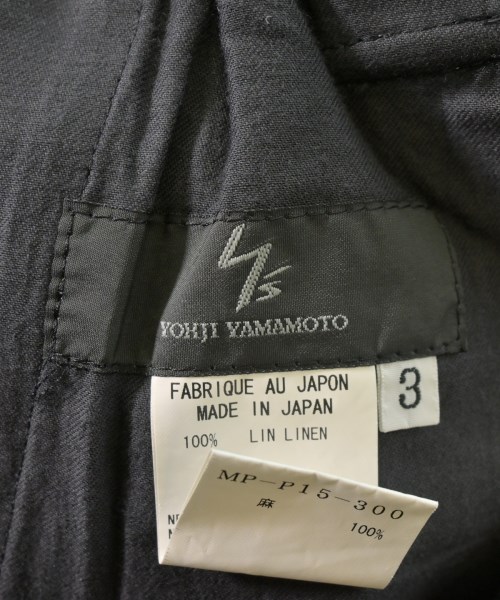 Y's
YOHJI YAMAMOTO
3
FABRIQUE AU JAPON
MADE IN JAPAN
100% LIN LINEN
MP-P15-300
麻 100%